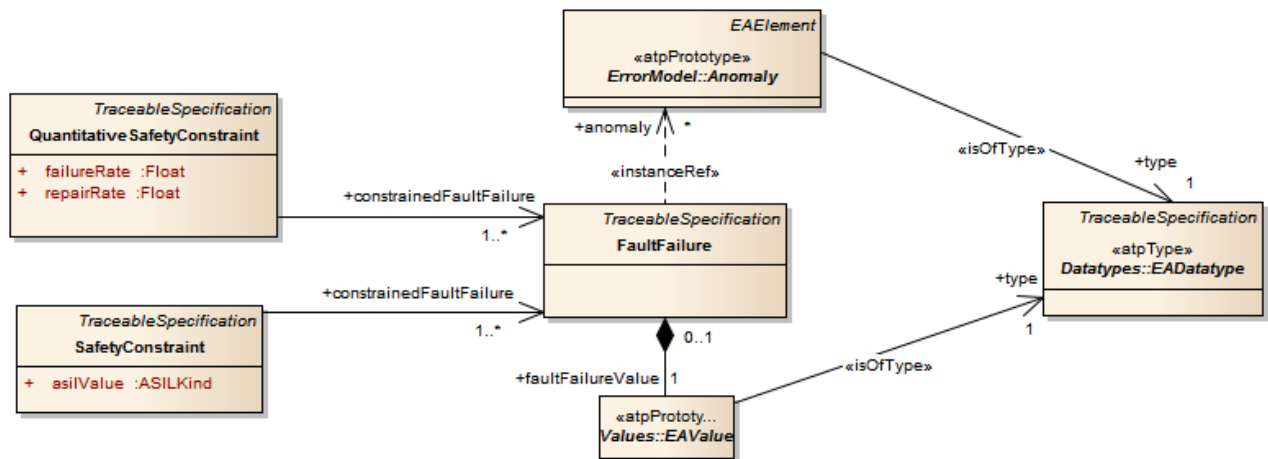 EAElement
«atpPrototype»
ErrorModel::Anomaly
TraceableSpecification
QuantitativeSafetyConstraint
+ failureRate :Float
+ repairRate :Float
+anomaly
*
«instanceRef»
«isOfType»
+type
1
+constrainedFaultFailure
1..*
TraceableSpecification
FaultFailure
TraceableSpecification
«atpType»
Datatypes::EADatatype
+constrainedFaultFailure
1..*
TraceableSpecification
SafetyConstraint
+ asilValue :ASILKind
+type
1
0..1
«isOfType»
+faultFailureValue
1
«atpPrototy...
Values::EAValue